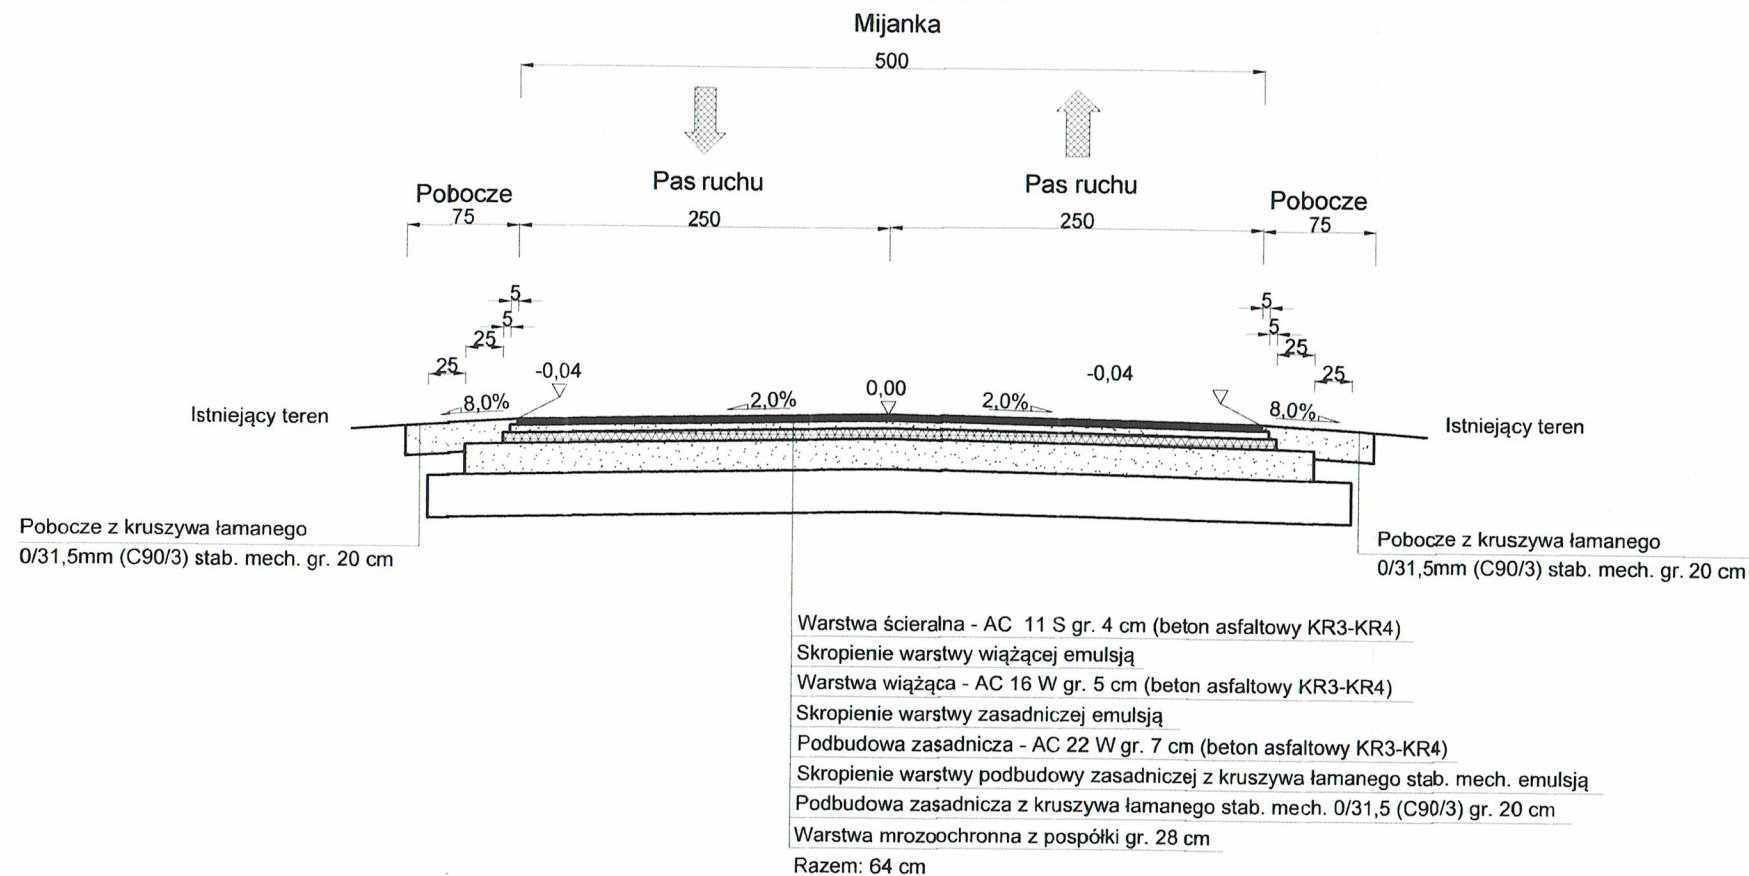 Mijanka
500
Pas ruchu
Pas ruchu
Pobocze
Pobocze
75
250
250
75
5
5
5
5
25
25
25
25
-0,04
-0,04
0,00
8,0%
2,0%
2,0%
8,0%
Istniejący teren
Istniejący teren
Pobocze z kruszywa łamanego
0/31,5mm (C90/3) stab. mech. gr. 20 cm
Pobocze z kruszywa łamanego
0/31,5mm (C90/3) stab. mech. gr. 20 cm
Warstwa ścieralna - AC 11 S gr. 4 cm (beton asfaltowy KR3-KR4)
Skropienie warstwy wiążącej emulsją
Warstwa wiążąca - AC 16 W gr. 5 cm (beton asfaltowy KR3-KR4)
Skropienie warstwy zasadniczej emulsją
Podbudowa zasadnicza - AC 22 W gr. 7 cm (beton asfaltowy KR3-KR4)
Skropienie warstwy podbudowy zasadniczej z kruszywa łamanego stab. mech. emulsją
Podbudowa zasadnicza z kruszywa łamanego stab. mech. 0/31,5 (C90/3) gr. 20 cm
Warstwa mrozoochronna z pospółki gr. 28 cm
Razem: 64 cm